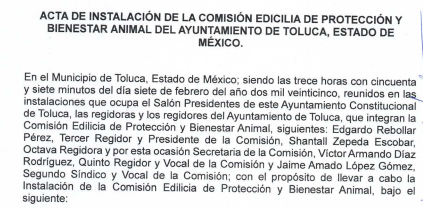 ACTA DE INSTALACIÓN DE LA COMISIÓN EDICILIA DE PROTECCIÓN Y
BIENESTAR ANIMAL DEL AYUNTAMIENTO DE TOLUCA, ESTADO DE
MÉXICO.
En el Municipio de Toluca, Estado de México; siendo las trece horas con cincuenta
y siete minutos del día siete de febrero del año dos mil veinticinco, reunidos en las
instalaciones que ocupa el Salón Presidentes de este Ayuntamiento Constitucional
de Toluca, las regidoras y los regidores del Ayuntamiento de Toluca, que integran la
Comisión Edilicia de Protección y Bienestar Animal, siguientes: Edgardo Rebollar
Pérez, Tercer Regidor y Presidente de la Comisión, Shantall Zepeda Escobar,
Octava Regidora y por esta ocasión Secretaria de la Comisión, Víctor Armando Díaz
Rodríguez, Quinto Regidor y Vocal de la Comisión y Jaime Amado López Gómez,
Segundo Síndico y Vocal de la Comisión; con el propósito de llevar a cabo la
Instalación de la Comisión Edilicia de Protección y Bienestar Animal, bajo el
siguiente: